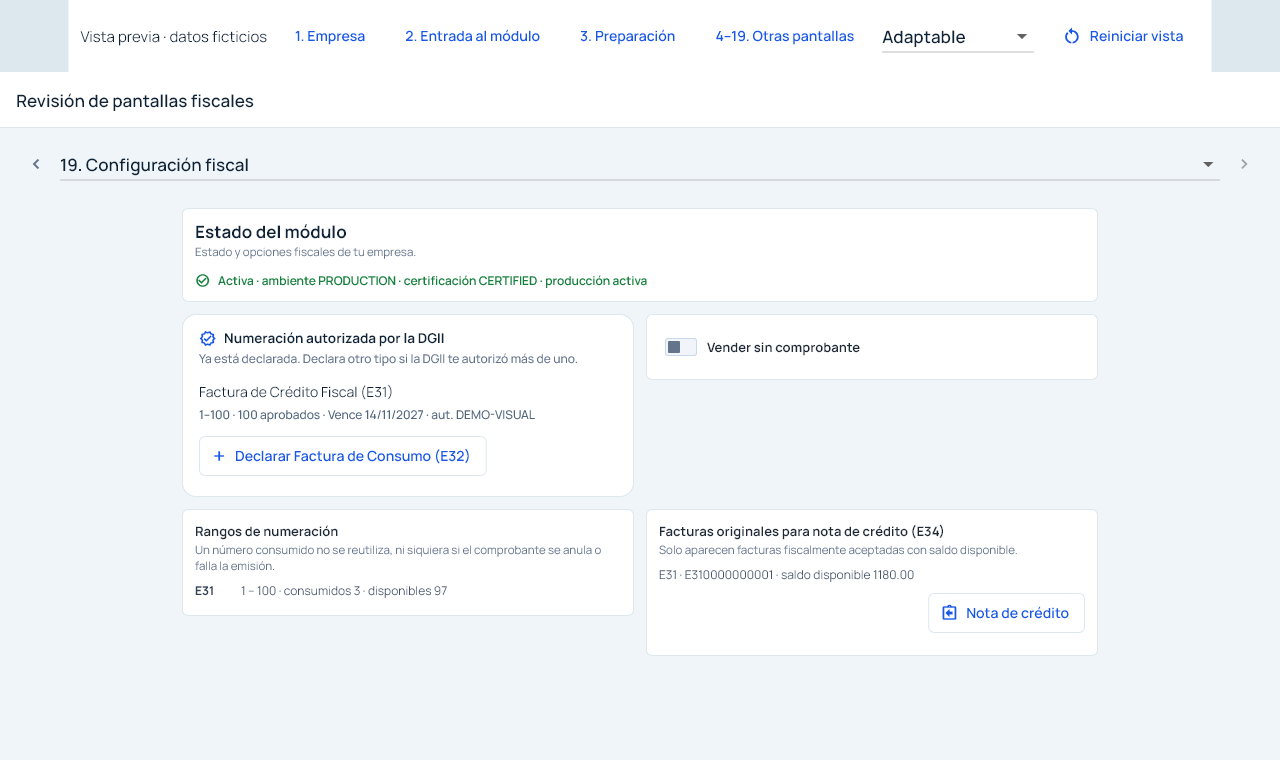 Vista previa · datos ficticios
1. Empresa
2. Entrada al módulo
3. Preparación
4–19. Otras pantallas
Adaptable
Reiniciar vista
Revisión de pantallas fiscales
19. Configuración fiscal
Estado del módulo
Estado y opciones fiscales de tu empresa.
Activa · ambiente PRODUCTION · certificación CERTIFIED · producción activa
Numeración autorizada por la DGII
Ya está declarada. Declara otro tipo si la DGII te autorizó más de uno.
Factura de Crédito Fiscal (E31)
1–100 · 100 aprobados · Vence 14/11/2027 · aut. DEMO-VISUAL
Declarar Factura de Consumo (E32)
Vender sin comprobante
Rangos de numeración
Un número consumido no se reutiliza, ni siquiera si el comprobante se anula o
falla la emisión.
E31 1 – 100 · consumidos 3 · disponibles 97
Facturas originales para nota de crédito (E34)
Solo aparecen facturas fiscalmente aceptadas con saldo disponible.
E31 · E310000000001 · saldo disponible 1180.00
Nota de crédito